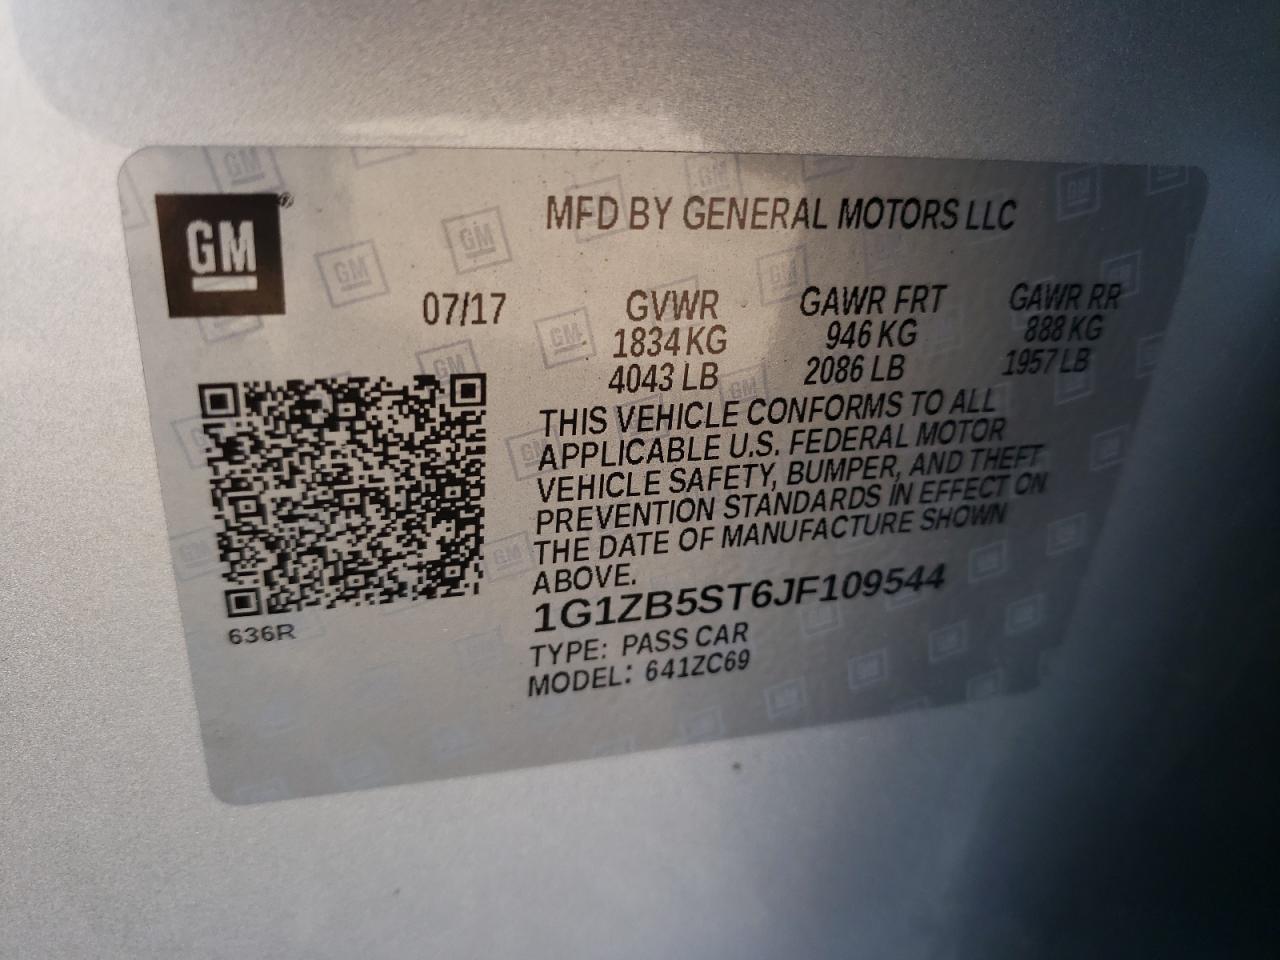 GM
MFD BY GENERAL MOTORS LLC
07/17 GVWR GAWR FRT GAWR RR
1834 KG 946 KG 888 KG
4043 LB 2086 LB 1957 LB
THIS VEHICLE CONFORMS TO ALL
APPLICABLE U.S. FEDERAL MOTOR
VEHICLE SAFETY, BUMPER, AND THEFT
PREVENTION STANDARDS IN EFFECT ON
THE DATE OF MANUFACTURE SHOWN
ABOVE.
1G1ZB5ST6JF109544
636R
TYPE: PASS CAR
MODEL: 641ZC69